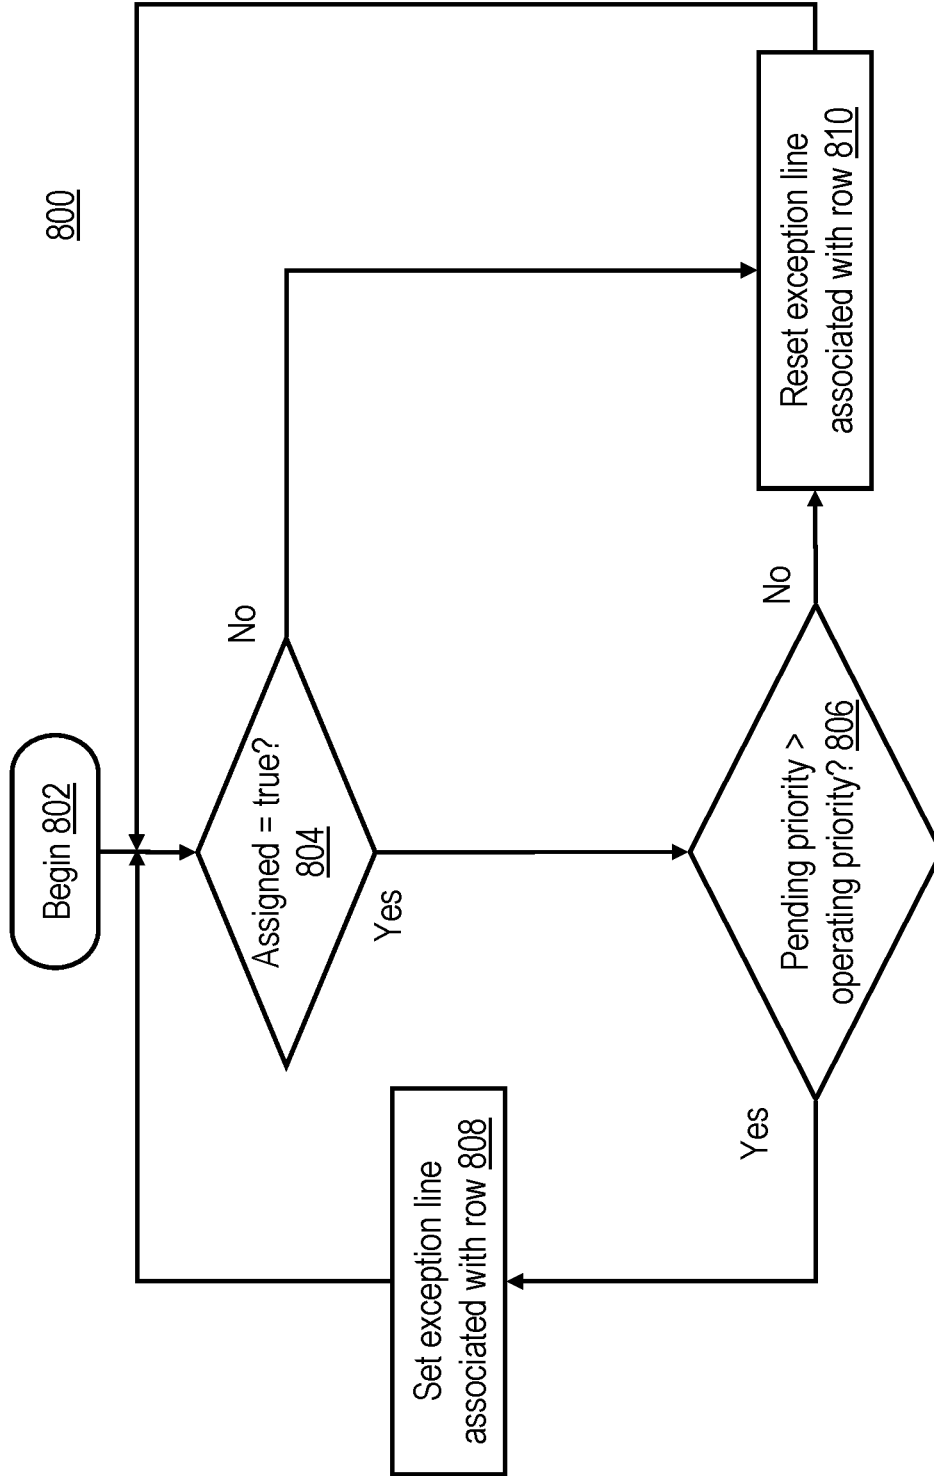 800
Begin 802
Assigned = true?
804
No
Yes
Pending priority >
operating priority? 806
Yes
No
Set exception line
associated with row 808
Reset exception line
associated with row 810